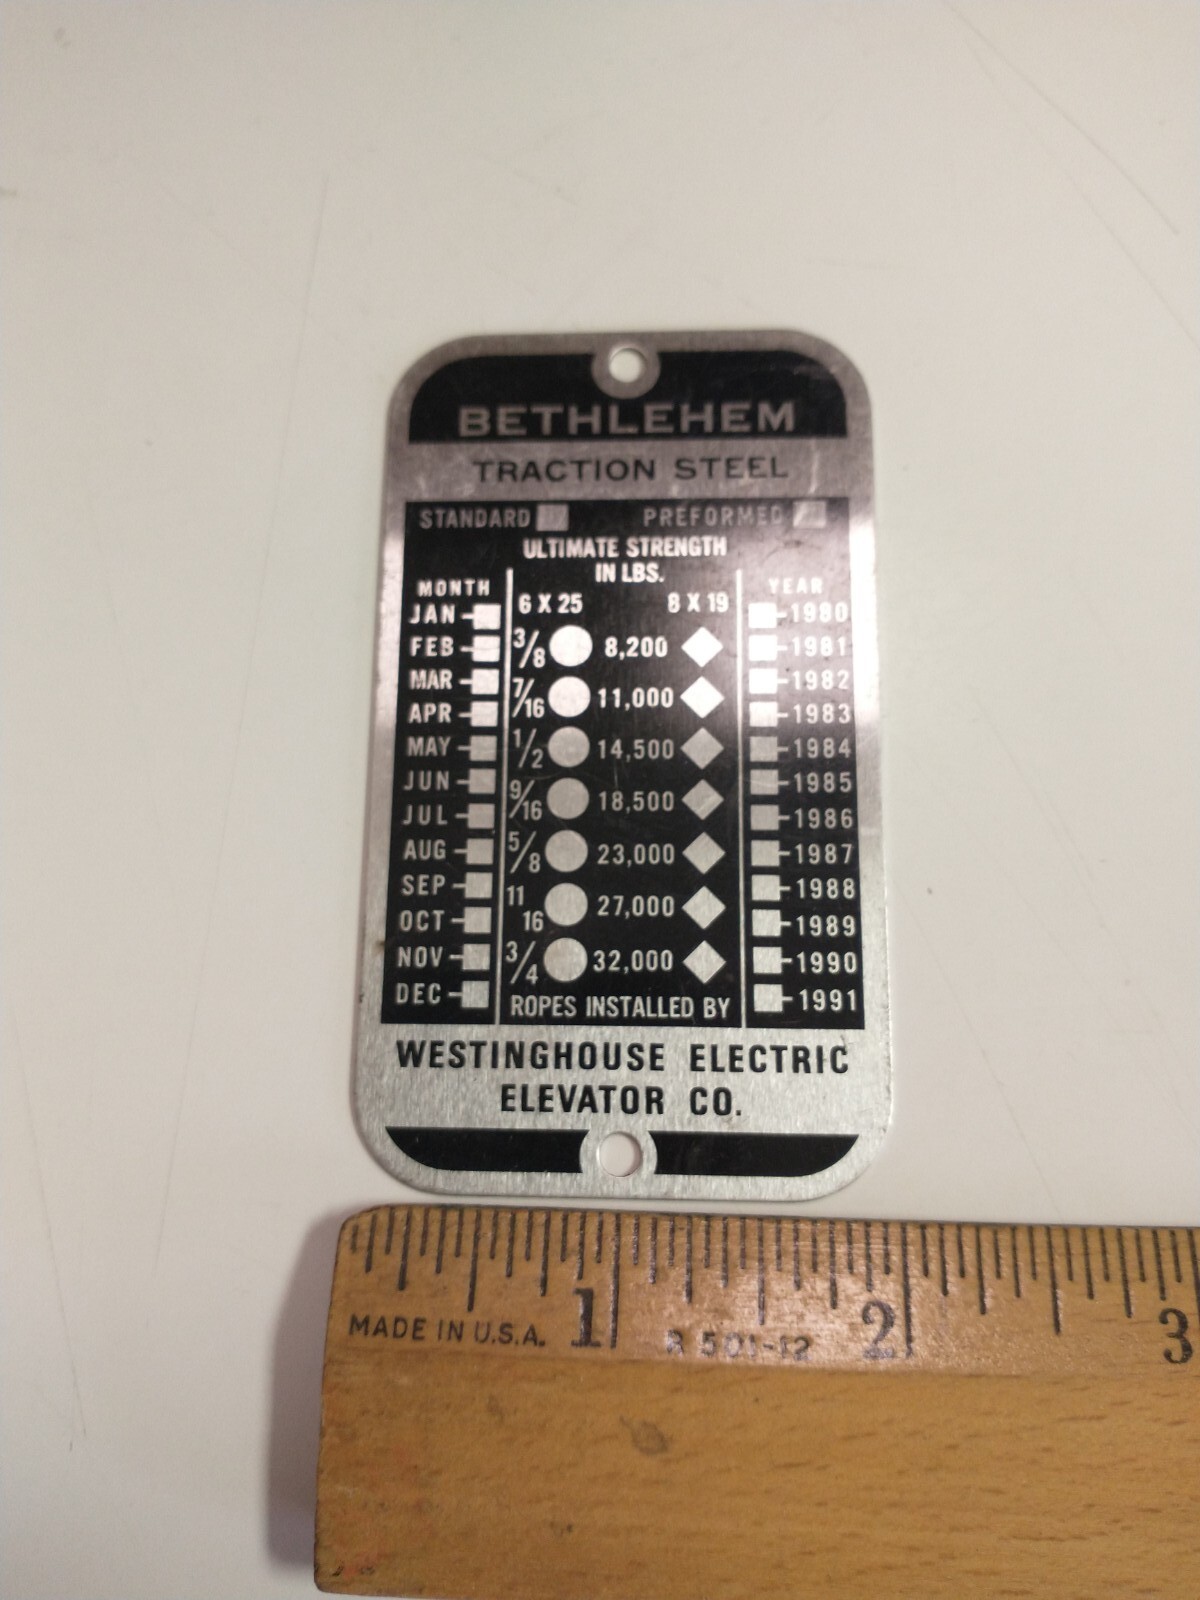 BETHLEHEM
TRACTION STEEL
STANDARD PREFORMED
ULTIMATE STRENGTH
IN LBS.
MONTH 6 X 25 8 X 19 YEAR
JAN 1980
FEB 3/8 8,200 1981
MAR 7/16 11,000 1982
APR 1983
MAY 1/2 14,500 1984
JUN 9/16 18,500 1985
JUL 1986
AUG 5/8 23,000 1987
SEP 11 16 27,000 1988
OCT 1989
NOV 3/4 32,000 1990
DEC ROPES INSTALLED BY 1991
WESTINGHOUSE ELECTRIC
ELEVATOR CO.
1 2 3
MADE IN U.S.A. R 501-12